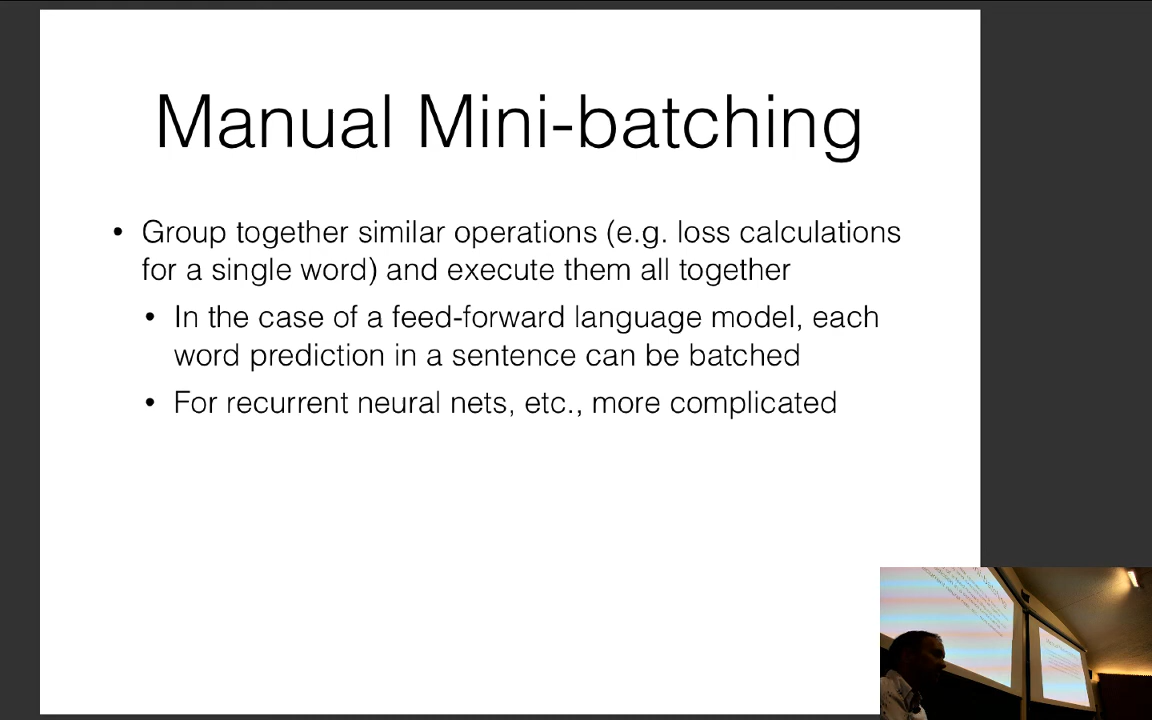 Manual Mini-batching
• Group together similar operations (e.g. loss calculations
for a single word) and execute them all together
• In the case of a feed-forward language model, each
word prediction in a sentence can be batched
• For recurrent neural nets, etc., more complicated